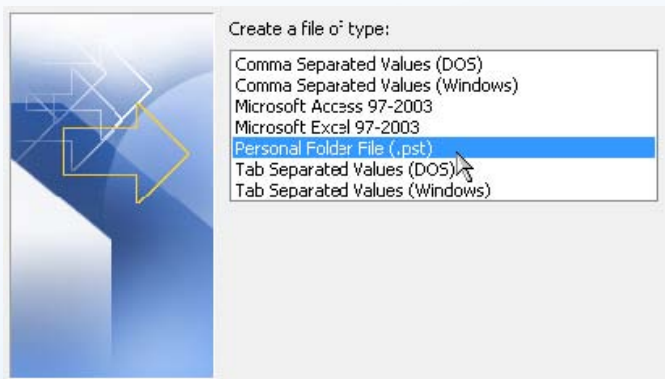 Create a file of type:
Comma Separated Values (DOS)
Comma Separated Values (Windows)
Microsoft Access 97-2003
Microsoft Excel 97-2003
Personal Folder File (.pst)
Tab Separated Values (DOS)
Tab Separated Values (Windows)